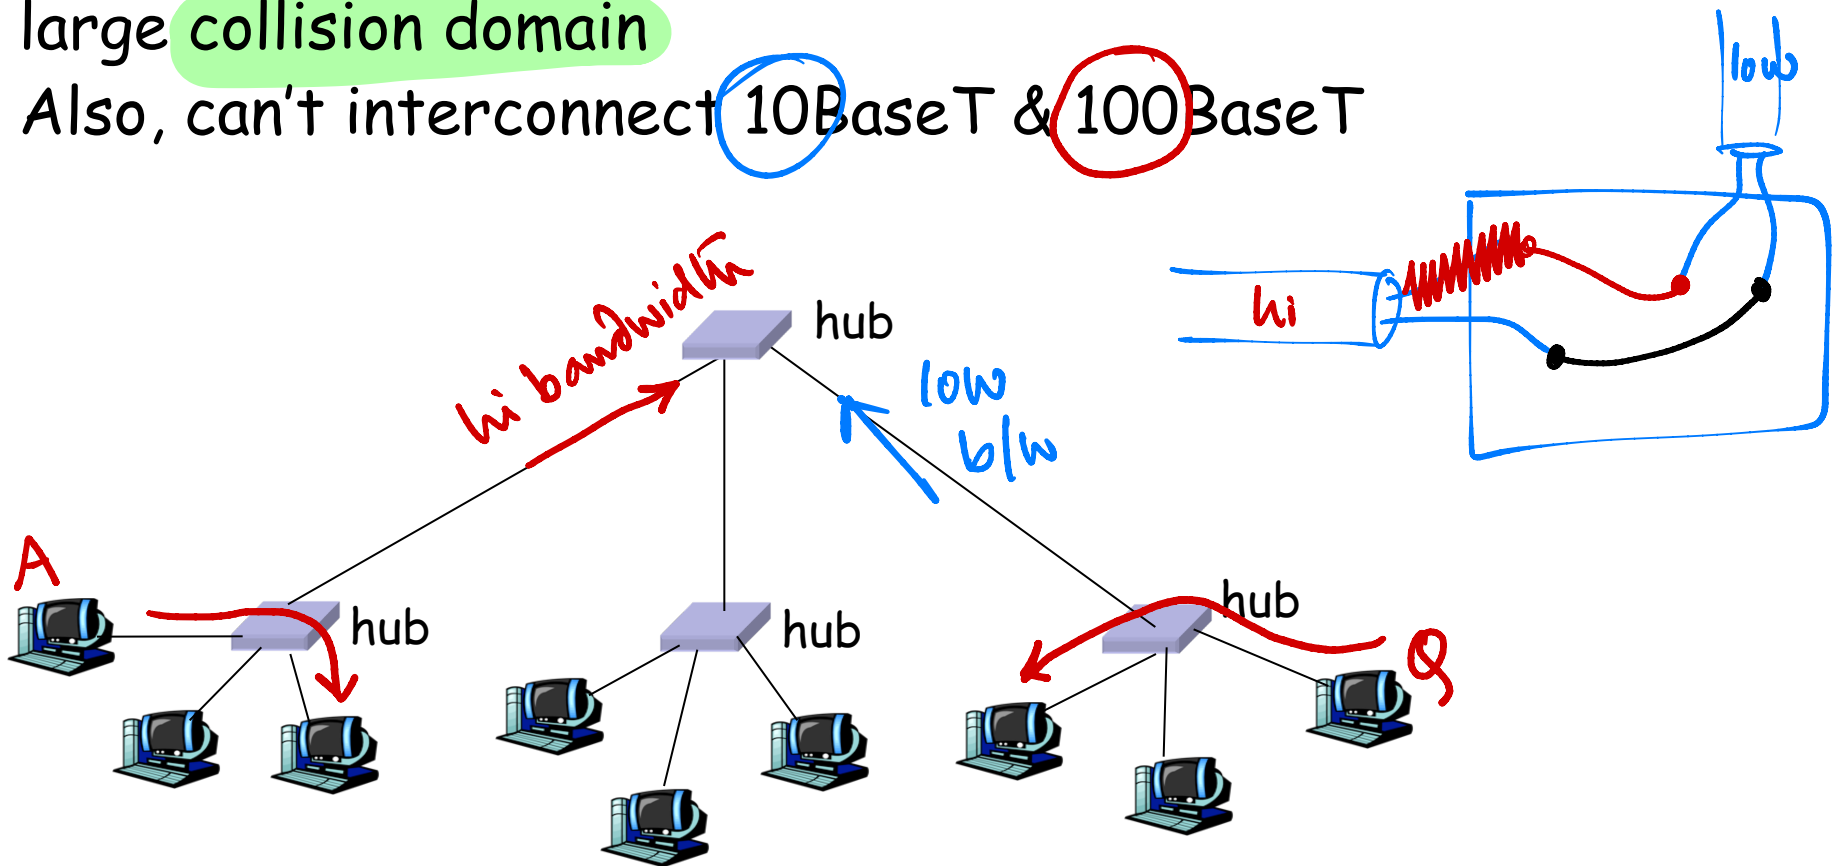 large collision domain
Also, can't interconnect 10BaseT & 100BaseT
low
hi
hi bandwidth
hub
low
b/w
A
hub
hub
hub
Q